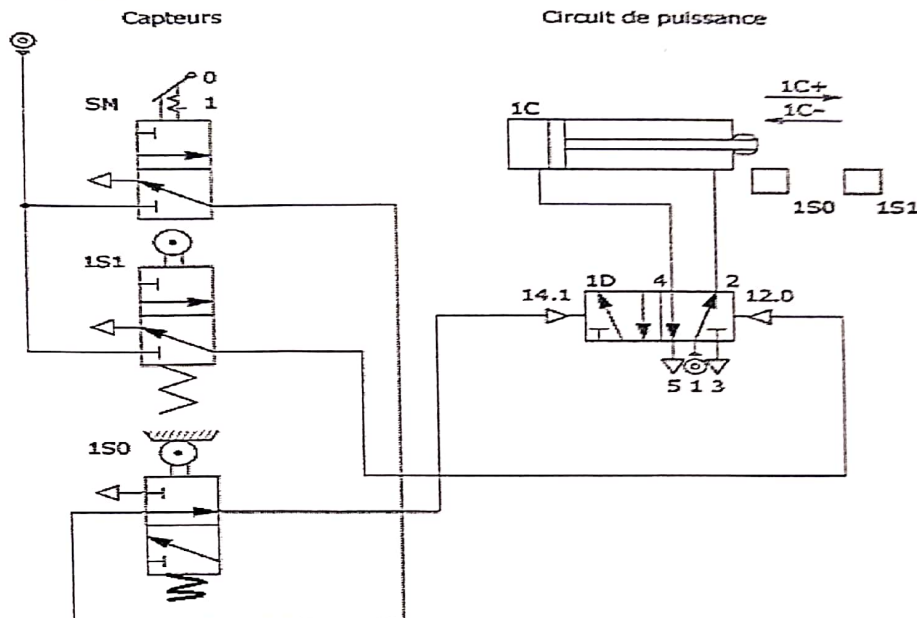 Capteurs
Circuit de puissance
0
SM
1
1C
1C+
1C-
1S0
1S1
1S1
14.1
1D
4
2
12.0
5 1 3
1S0